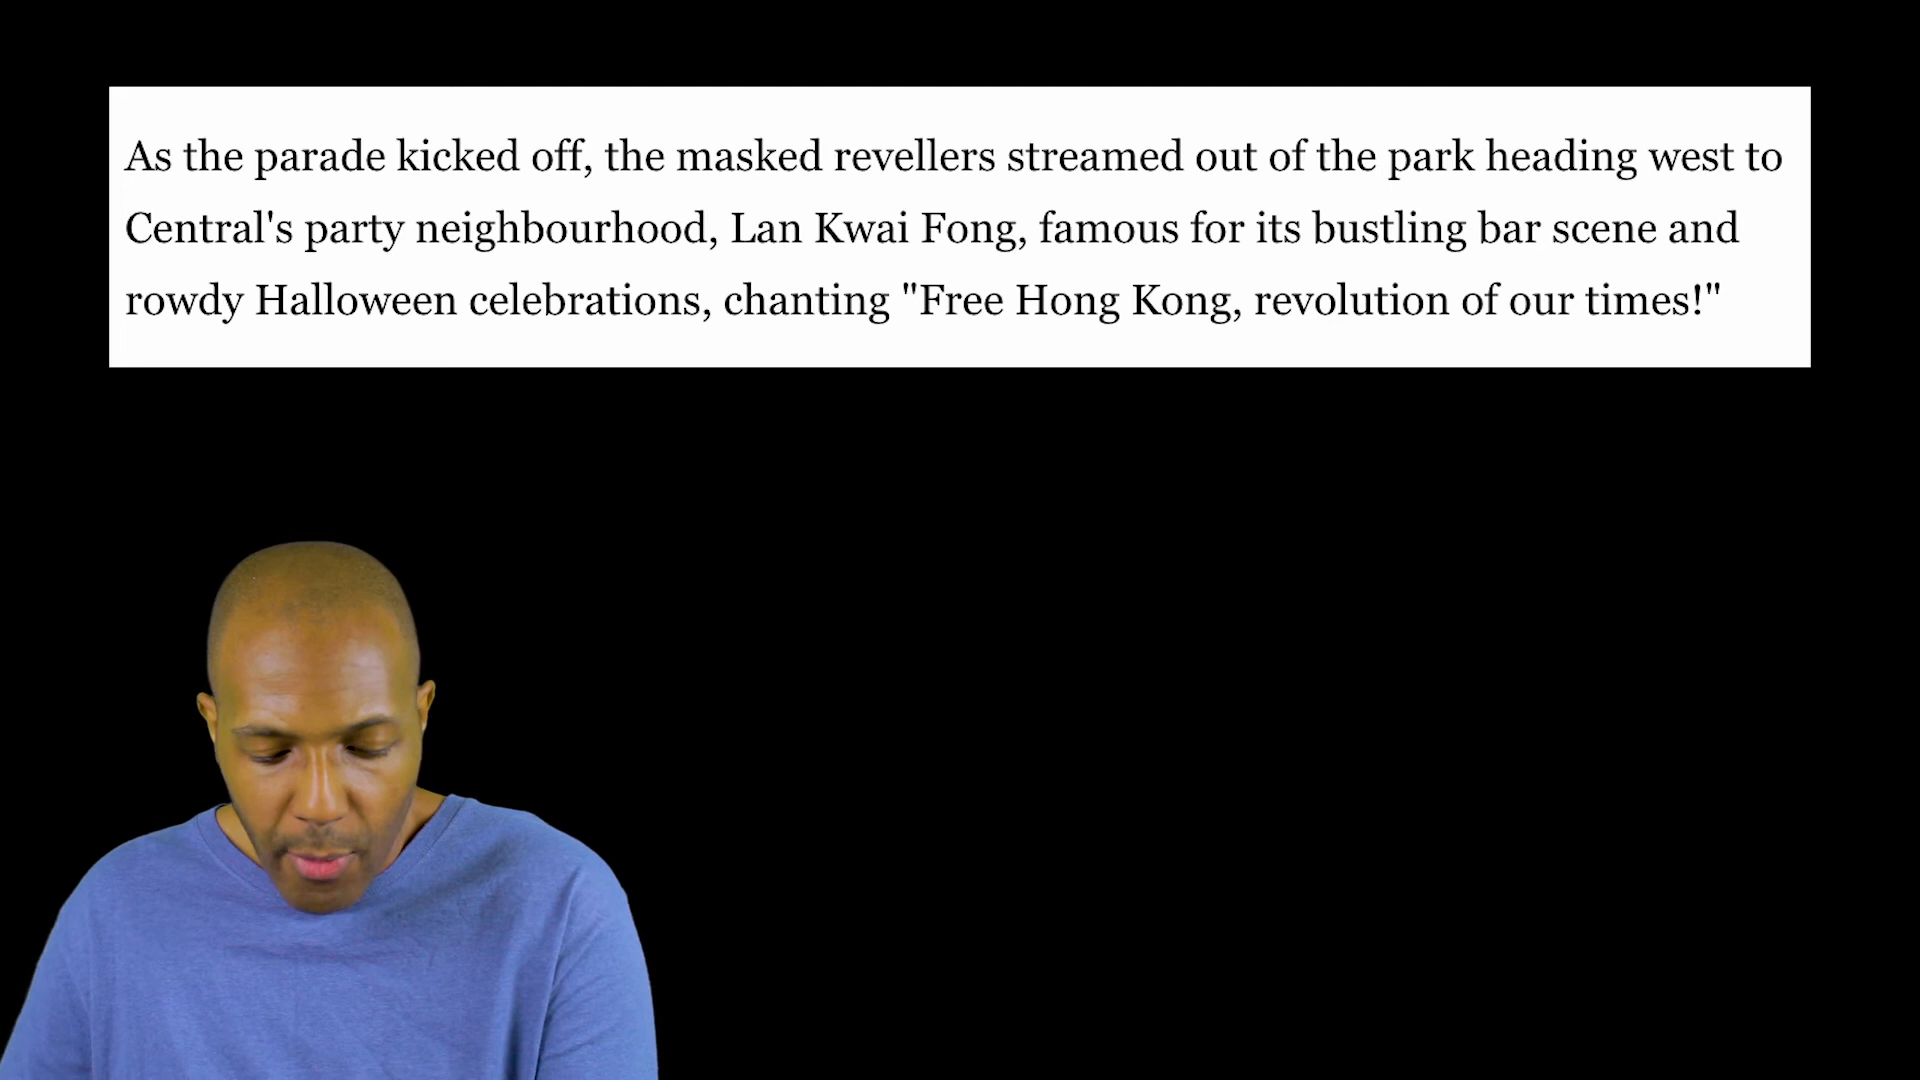 As the parade kicked off, the masked revellers streamed out of the park heading west to
Central's party neighbourhood, Lan Kwai Fong, famous for its bustling bar scene and
rowdy Halloween celebrations, chanting "Free Hong Kong, revolution of our times!"